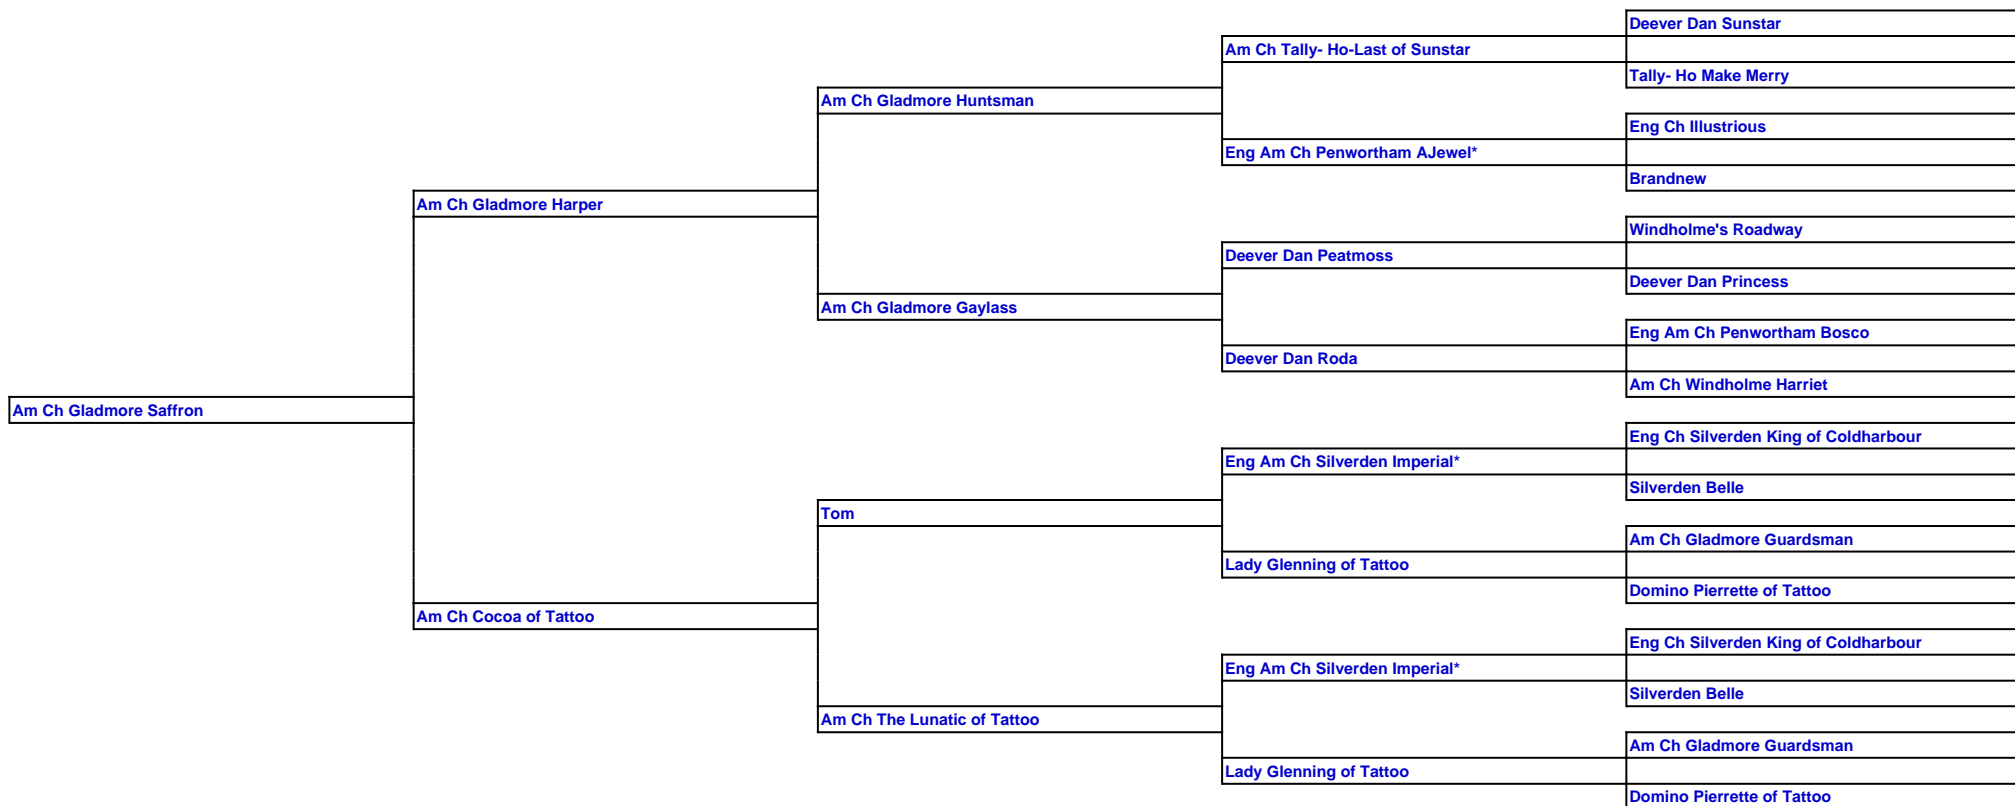 Deever Dan Sunstar
Am Ch Tally- Ho-Last of Sunstar
Tally- Ho Make Merry
Am Ch Gladmore Huntsman
Eng Ch Illustrious
Eng Am Ch Penwortham AJewel*
Brandnew
Am Ch Gladmore Harper
Windholme's Roadway
Deever Dan Peatmoss
Deever Dan Princess
Am Ch Gladmore Gaylass
Eng Am Ch Penwortham Bosco
Deever Dan Roda
Am Ch Windholme Harriet
Am Ch Gladmore Saffron
Eng Ch Silverden King of Coldharbour
Eng Am Ch Silverden Imperial*
Silverden Belle
Tom
Am Ch Gladmore Guardsman
Lady Glenning of Tattoo
Domino Pierrette of Tattoo
Am Ch Cocoa of Tattoo
Eng Ch Silverden King of Coldharbour
Eng Am Ch Silverden Imperial*
Silverden Belle
Am Ch The Lunatic of Tattoo
Am Ch Gladmore Guardsman
Lady Glenning of Tattoo
Domino Pierrette of Tattoo